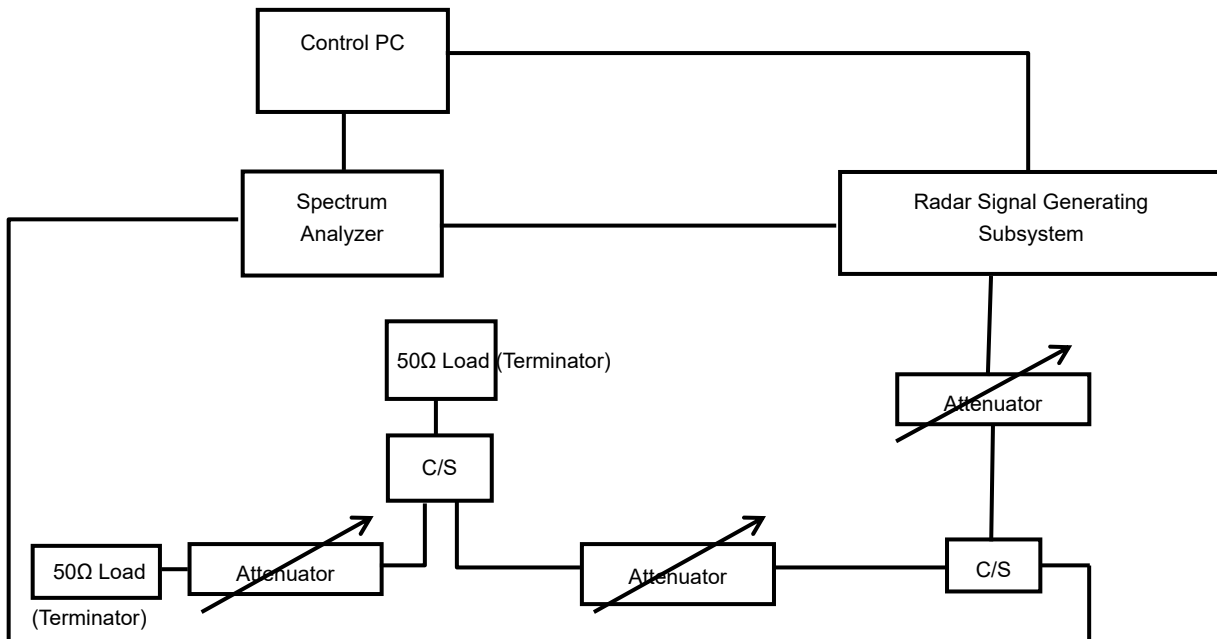 Control PC
Spectrum
Analyzer
Radar Signal Generating
Subsystem
50Ω Load (Terminator)
Attenuator
C/S
50Ω Load
(Terminator)
Attenuator
Attenuator
C/S